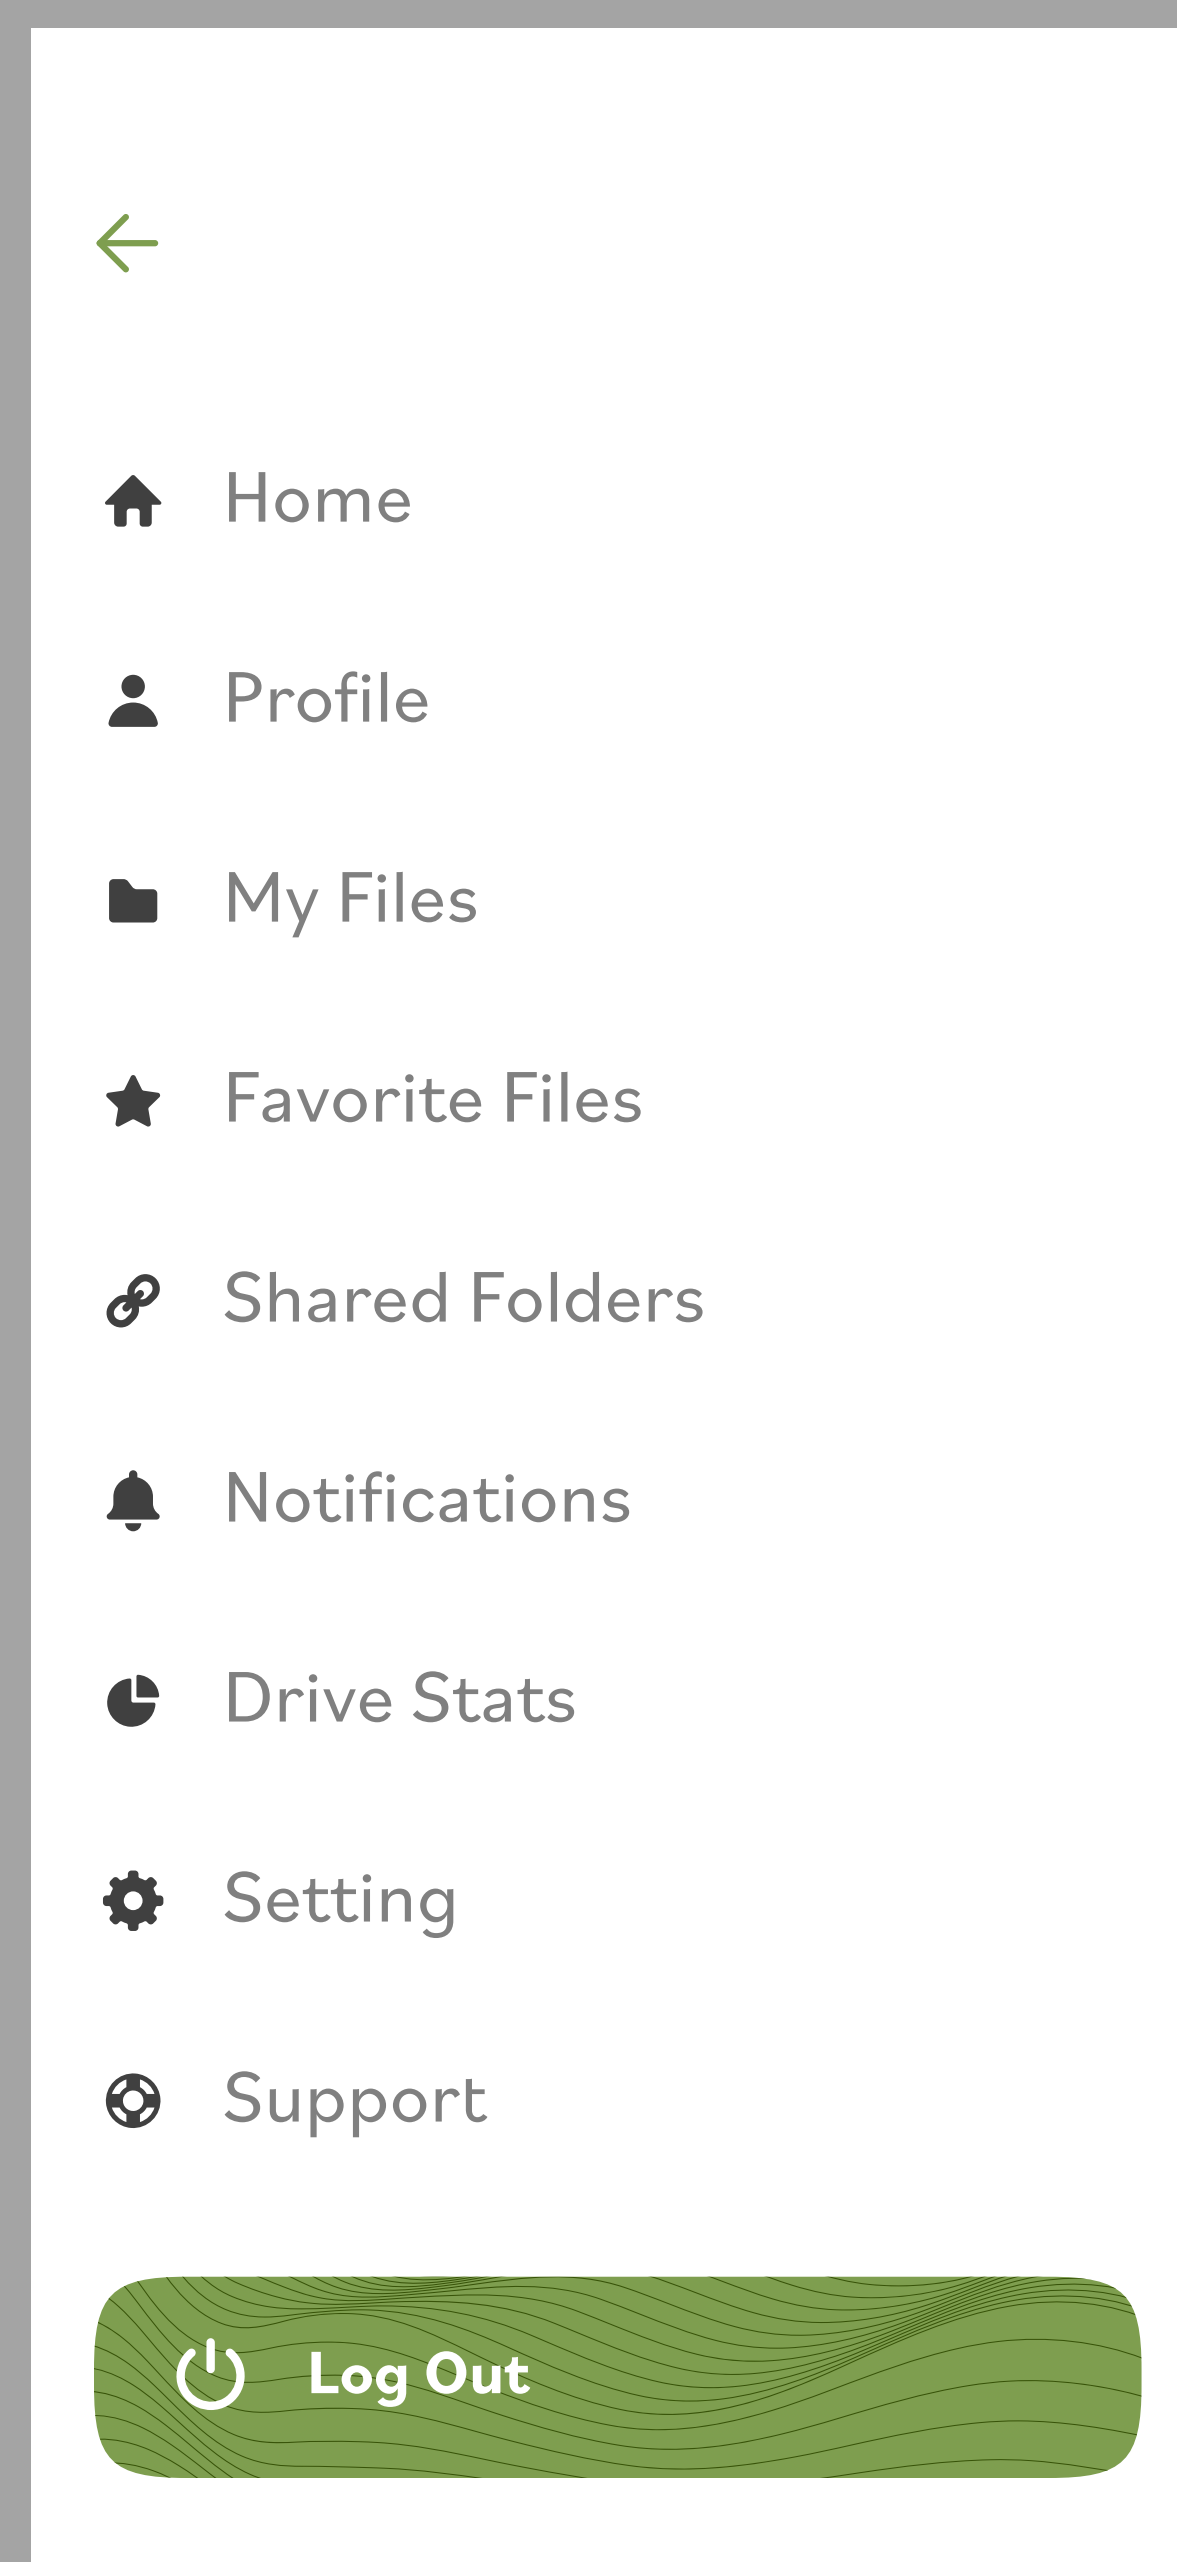 Home
Profile
My Files
Favorite Files
Shared Folders
Notifications
Drive Stats
Setting
Support
Log Out